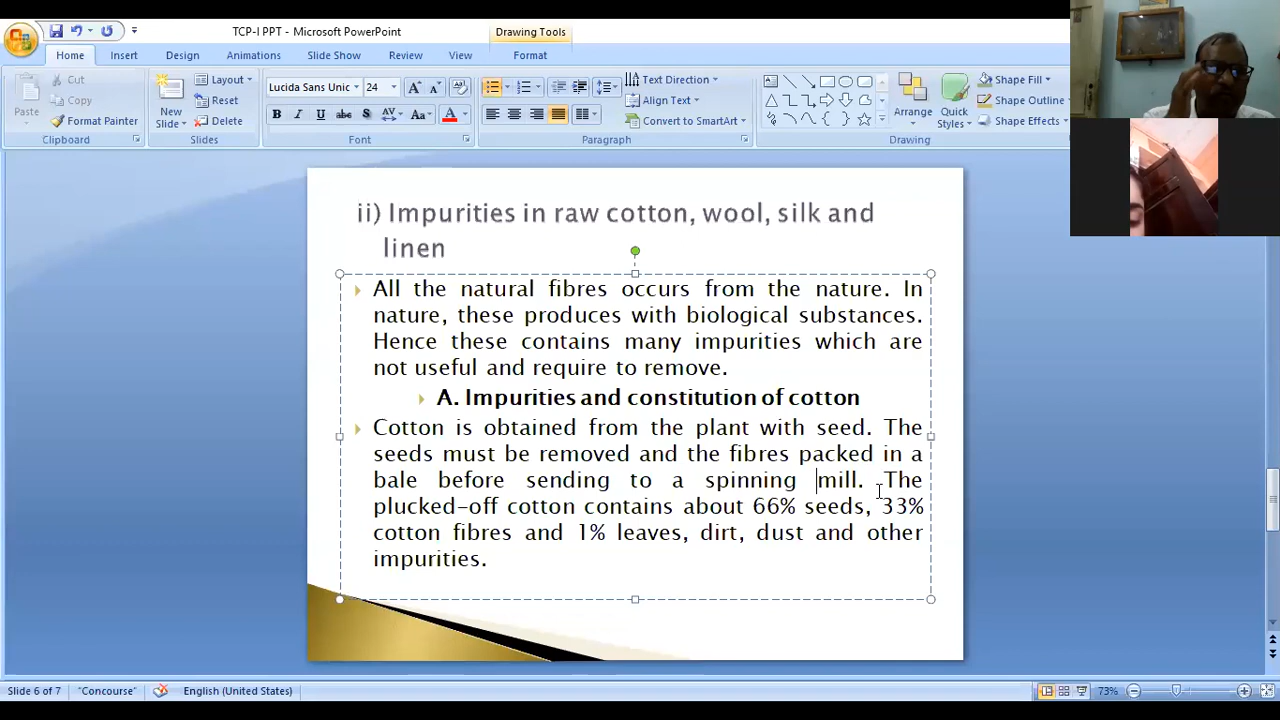 TCP-I PPT - Microsoft PowerPoint
Drawing Tools
Home
Insert
Design
Animations
Slide Show
Review
View
Format
Paste
Cut
Copy
Format Painter
Clipboard
New
Slide
Layout
Reset
Delete
Slides
Lucida Sans Unic
24
B I U abc S AV Aa A
Font
Text Direction
Align Text
Convert to SmartArt
Paragraph
Arrange
Quick
Styles
Shape Fill
Shape Outline
Shape Effects
Drawing
ii) Impurities in raw cotton, wool, silk and
linen
All the natural fibres occurs from the nature. In
nature, these produces with biological substances.
Hence these contains many impurities which are
not useful and require to remove.
A. Impurities and constitution of cotton
Cotton is obtained from the plant with seed. The
seeds must be removed and the fibres packed in a
bale before sending to a spinning mill. The
plucked-off cotton contains about 66% seeds, 33%
cotton fibres and 1% leaves, dirt, dust and other
impurities.
Slide 6 of 7
"Concourse"
English (United States)
73%